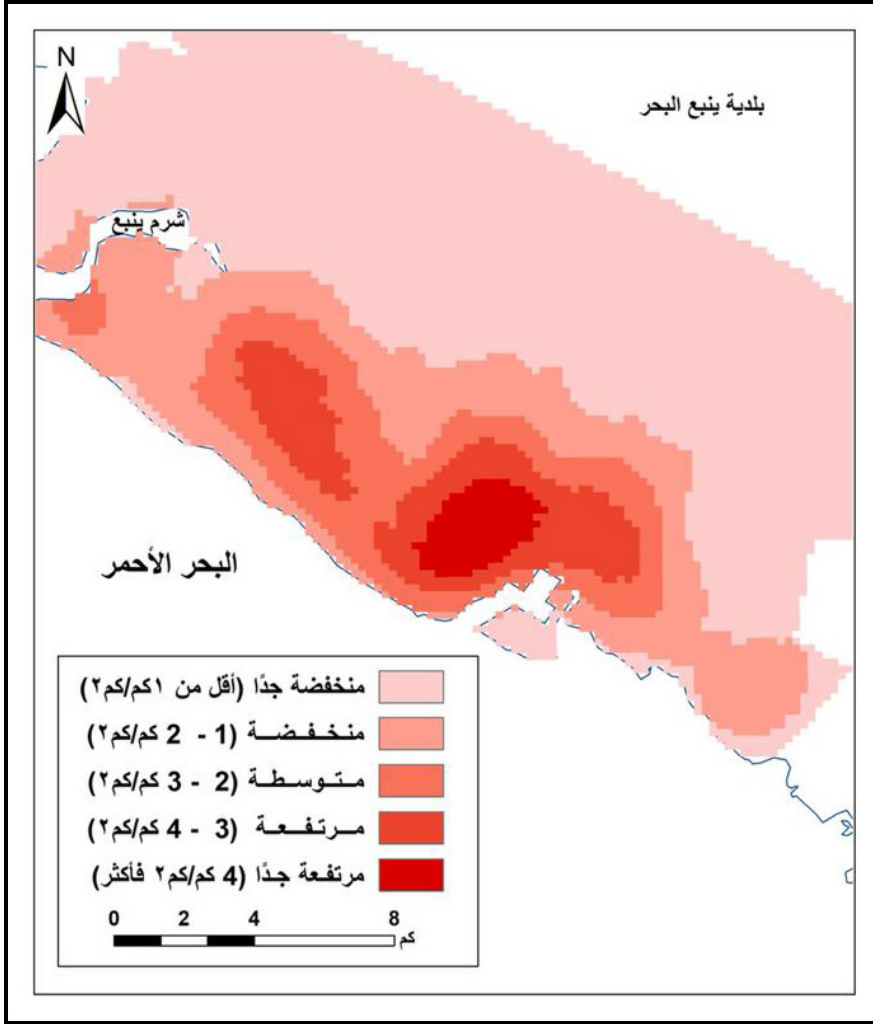 N
بلدية ينبع البحر
شرم ينبع
البحر الأحمر
منخفضة جدًا (أقل من ١كم/كم٢)
منخفضة (1 - 2 كم/كم٢)
متوسطة (2 - 3 كم/كم٢)
مرتفعة (3 - 4 كم/كم٢)
مرتفعة جدًا (4 كم/كم٢ فأكثر)
0 2 4 8
كم